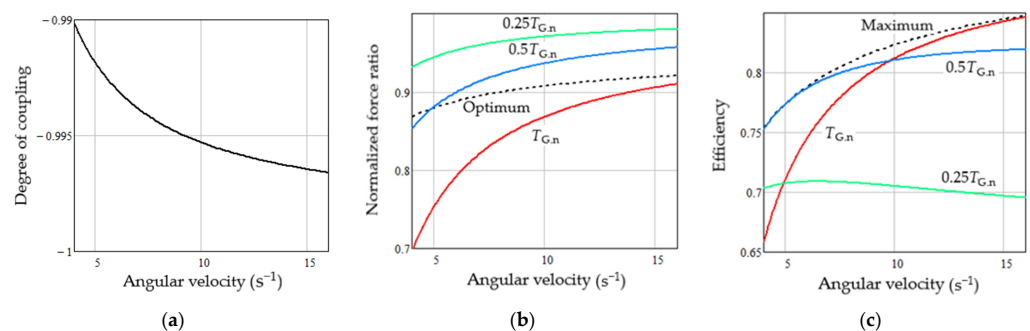 −0.99
−0.995
−1
5
10
15
Degree of coupling
Angular velocity (s⁻¹)
(a)
1
0.9
0.8
0.7
5
10
15
Normalized force ratio
Angular velocity (s⁻¹)
0.25T_G.n
0.5T_G.n
Optimum
T_G.n
(b)
0.8
0.75
0.7
0.65
5
10
15
Efficiency
Angular velocity (s⁻¹)
Maximum
0.5T_G.n
T_G.n
0.25T_G.n
(c)